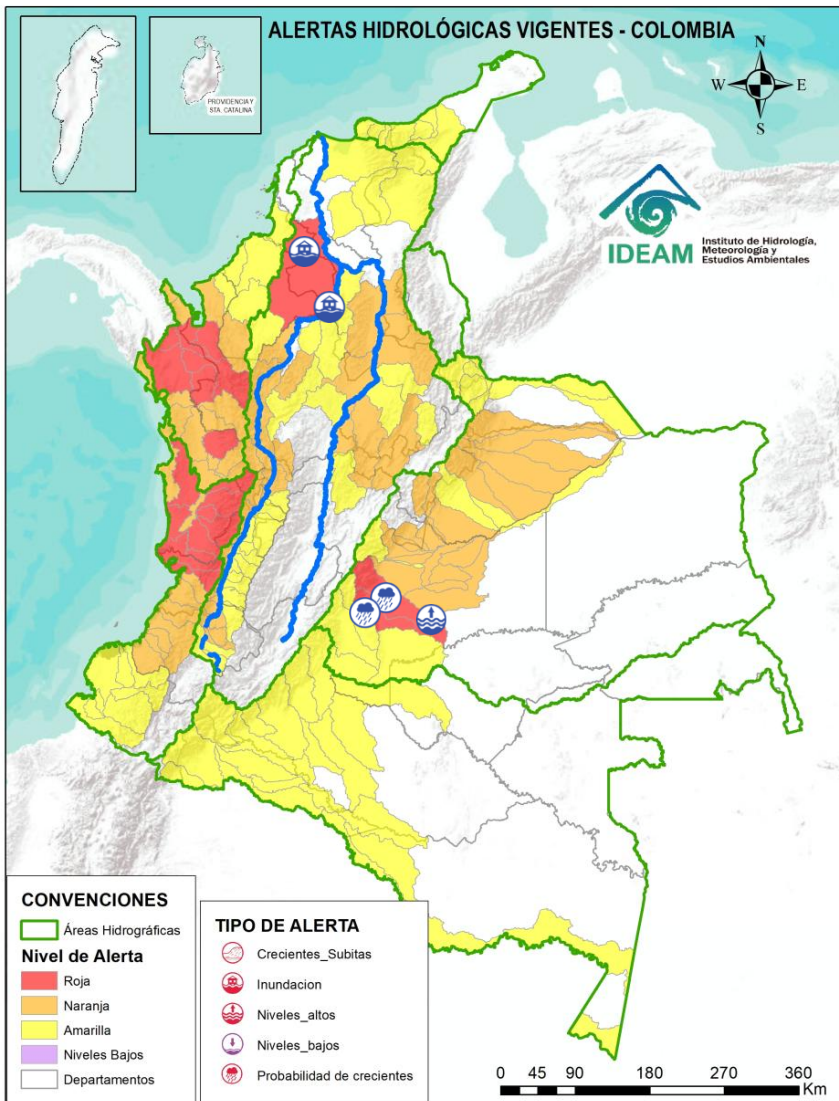 ALERTAS HIDROLÓGICAS VIGENTES - COLOMBIA
PROVIDENCIA Y
STA. CATALINA
N
W
E
S
IDEAM
Instituto de Hidrología,
Meteorología y
Estudios Ambientales
CONVENCIONES
Áreas Hidrográficas
Nivel de Alerta
Roja
Naranja
Amarilla
Niveles Bajos
Departamentos
TIPO DE ALERTA
Crecientes_Subitas
Inundacion
Niveles_altos
Niveles_bajos
Probabilidad de crecientes
0 45 90 180 270 360
Km